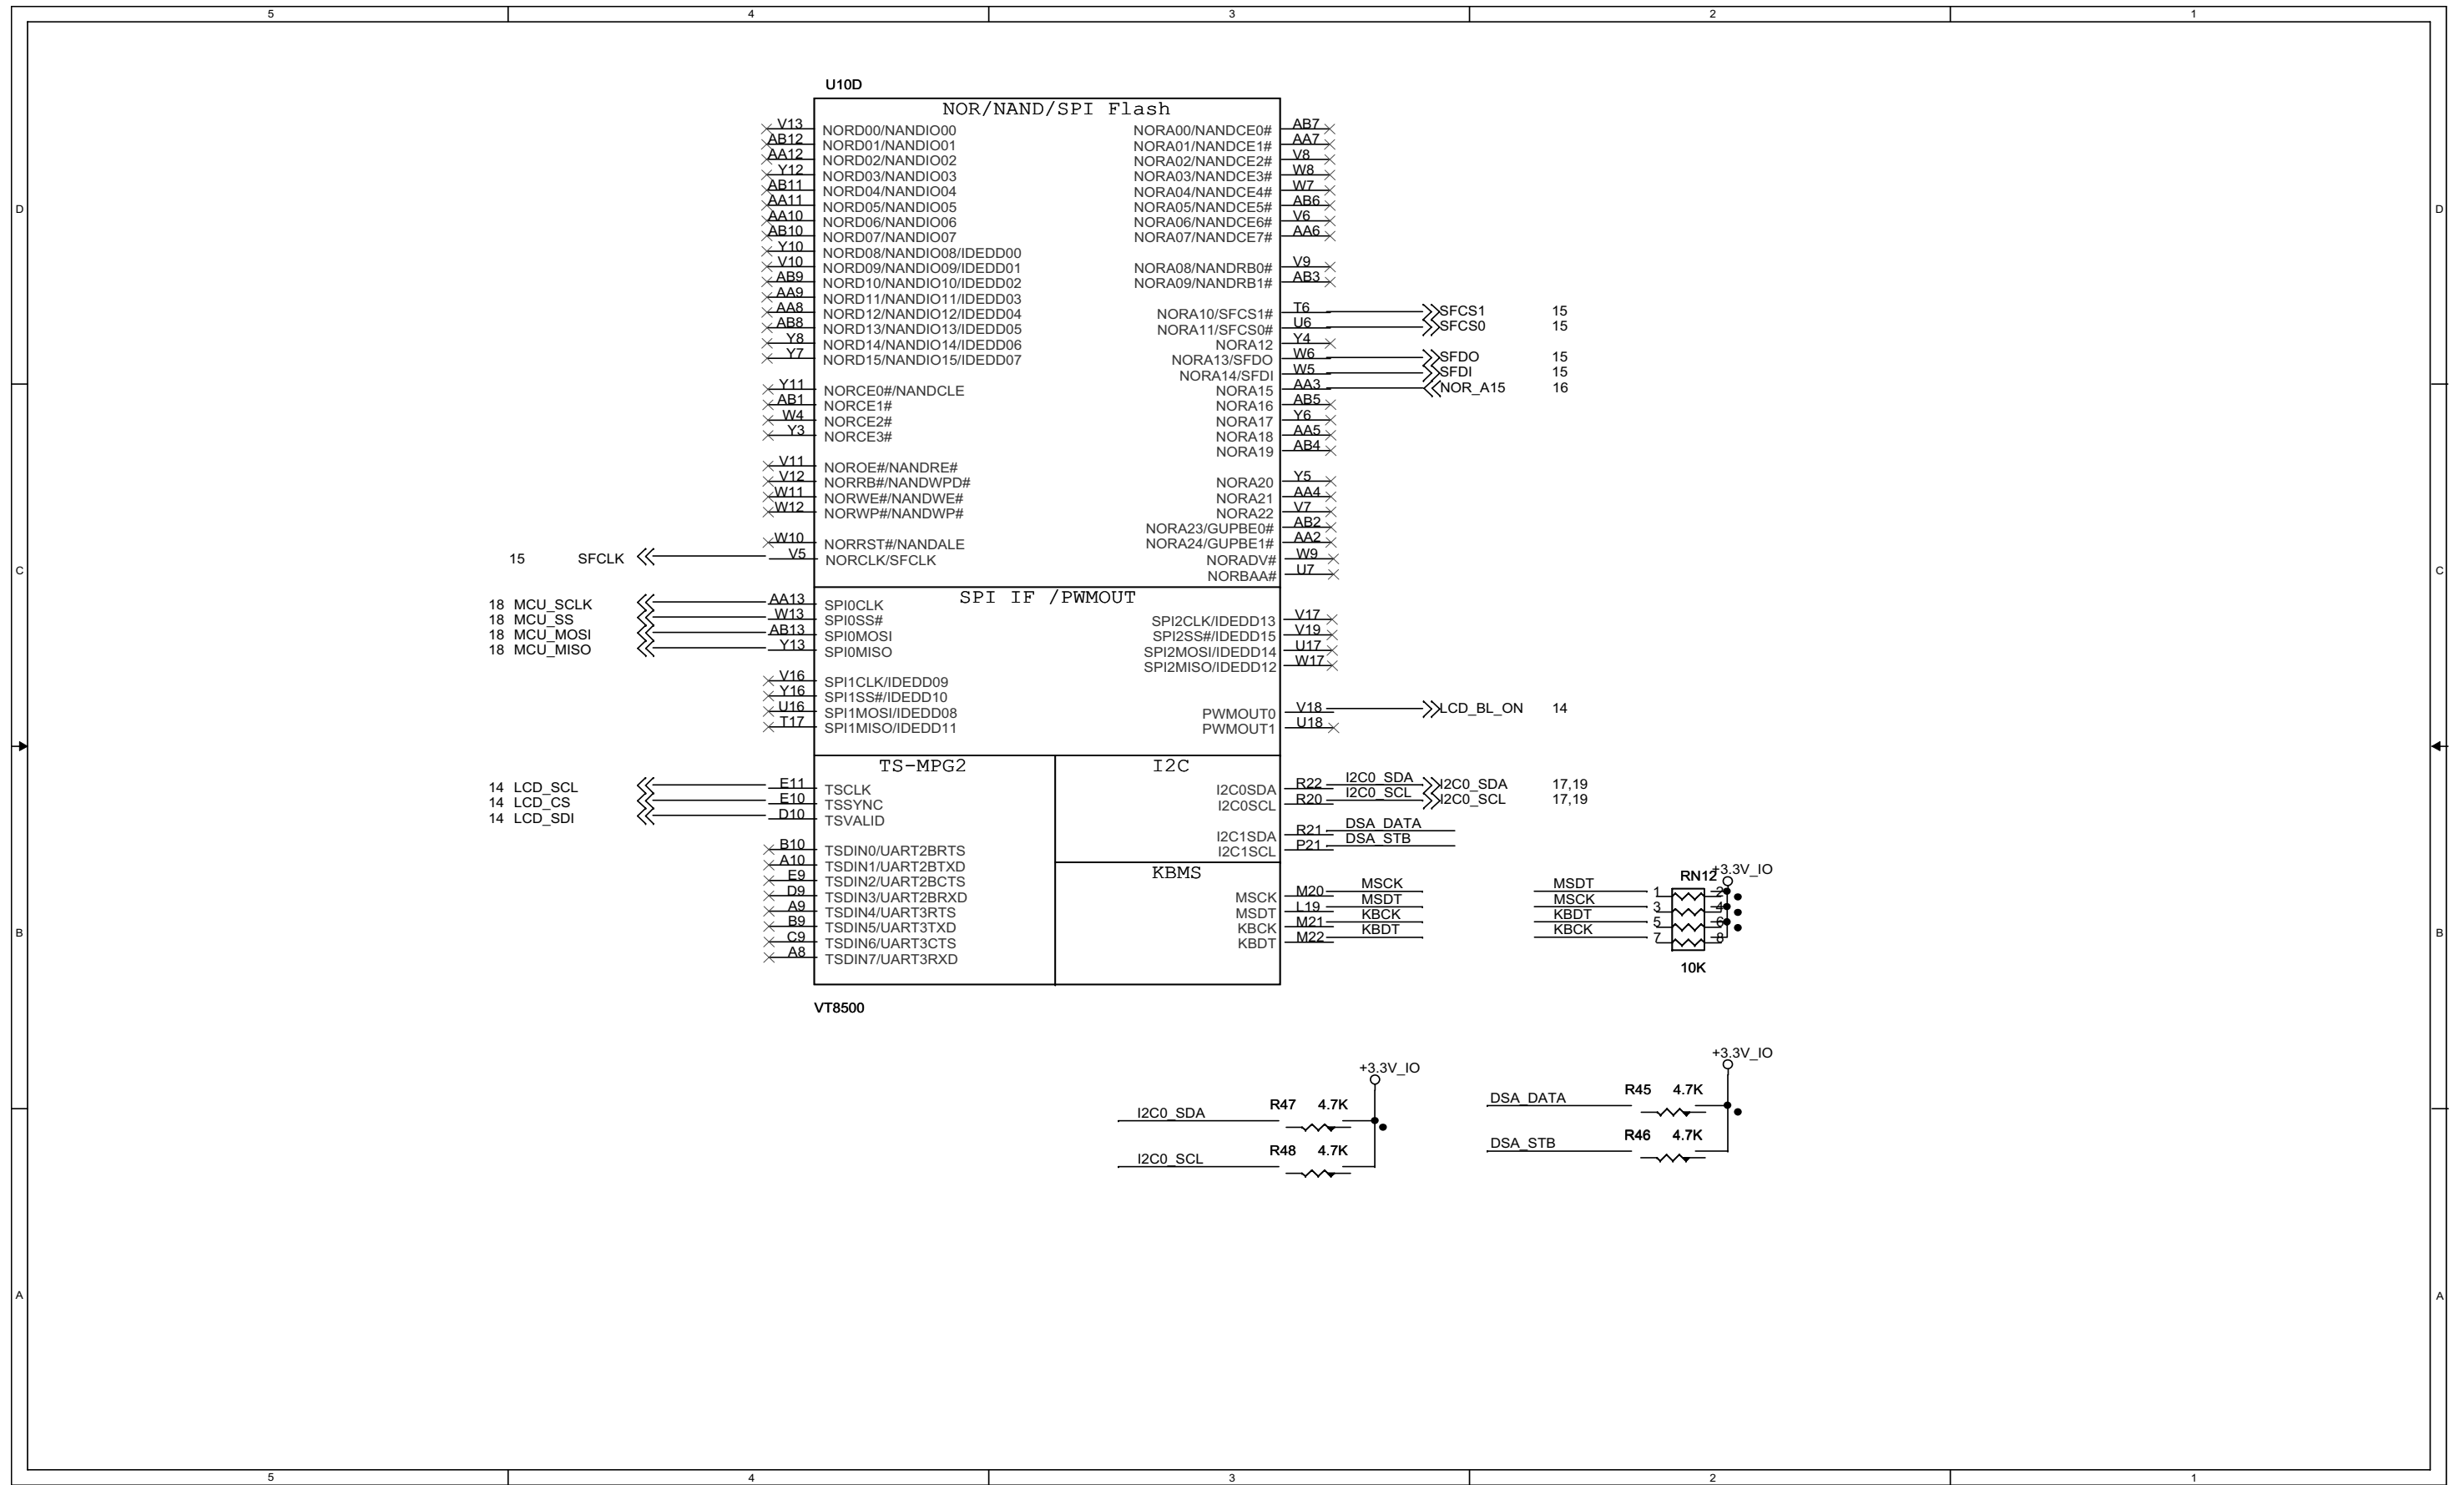 5 4 3 2 1
U10D
NOR/NAND/SPI Flash
V13 NORD00/NANDIO00 NORA00/NANDCE0# AB7
AB12 NORD01/NANDIO01 NORA01/NANDCE1# AA7
AA12 NORD02/NANDIO02 NORA02/NANDCE2# V8
Y12 NORD03/NANDIO03 NORA03/NANDCE3# W8
AB11 NORD04/NANDIO04 NORA04/NANDCE4# W7
D AA11 NORD05/NANDIO05 NORA05/NANDCE5# AB6 D
AA10 NORD06/NANDIO06 NORA06/NANDCE6# V6
AB10 NORD07/NANDIO07 NORA07/NANDCE7# AA6
Y10 NORD08/NANDIO08/IDEDD00
V10 NORD09/NANDIO09/IDEDD01 NORA08/NANDRB0# V9
AB9 NORD10/NANDIO10/IDEDD02 NORA09/NANDRB1# AB3
AA9 NORD11/NANDIO11/IDEDD03
AA8 NORD12/NANDIO12/IDEDD04 NORA10/SFCS1# T6 SFCS1 15
AB8 NORD13/NANDIO13/IDEDD05 NORA11/SFCS0# U6 SFCS0 15
Y8 NORD14/NANDIO14/IDEDD06 NORA12 Y4
Y7 NORD15/NANDIO15/IDEDD07 NORA13/SFDO W6 SFDO 15
NORA14/SFDI W5 SFDI 15
Y11 NORCE0#/NANDCLE NORA15 AA3 NOR_A15 16
AB1 NORCE1# NORA16 AB5
W4 NORCE2# NORA17 Y6
Y3 NORCE3# NORA18 AA5
NORA19 AB4
V11 NOROE#/NANDRE#
V12 NORRB#/NANDWPD# NORA20 Y5
W11 NORWE#/NANDWE# NORA21 AA4
W12 NORWP#/NANDWP# NORA22 V7
NORA23/GUPBE0# AB2
W10 NORRST#/NANDALE NORA24/GUPBE1# AA2
15 SFCLK V5 NORCLK/SFCLK NORADV# W9
C NORBAA# U7 C
SPI IF /PWMOUT
18 MCU_SCLK AA13 SPI0CLK
18 MCU_SS W13 SPI0SS# SPI2CLK/IDEDD13 V17
18 MCU_MOSI AB13 SPI0MOSI SPI2SS#/IDEDD15 V19
18 MCU_MISO Y13 SPI0MISO SPI2MOSI/IDEDD14 U17
SPI2MISO/IDEDD12 W17
V16 SPI1CLK/IDEDD09
Y16 SPI1SS#/IDEDD10
U16 SPI1MOSI/IDEDD08 PWMOUT0 V18 LCD_BL_ON 14
T17 SPI1MISO/IDEDD11 PWMOUT1 U18
TS-MPG2 I2C
14 LCD_SCL E11 TSCLK I2C0SDA R22 I2C0_SDA I2C0_SDA 17,19
14 LCD_CS E10 TSSYNC I2C0SCL R20 I2C0_SCL I2C0_SCL 17,19
14 LCD_SDI D10 TSVALID
I2C1SDA R21 DSA_DATA
B10 TSDIN0/UART2BRTS I2C1SCL P21 DSA_STB
A10 TSDIN1/UART2BTXD KBMS
E9 TSDIN2/UART2BCTS RN12 +3.3V_IO
D9 TSDIN3/UART2BRXD MSCK M20 MSCK MSDT 1 2
A9 TSDIN4/UART3RTS MSDT L19 MSDT MSCK 3 4
B9 TSDIN5/UART3TXD KBCK M21 KBCK KBDT 5 6
B C9 TSDIN6/UART3CTS KBDT M22 KBDT KBCK 7 8 B
A8 TSDIN7/UART3RXD
10K
VT8500
+3.3V_IO +3.3V_IO
DSA_DATA R45 4.7K
I2C0_SDA R47 4.7K
DSA_STB R46 4.7K
I2C0_SCL R48 4.7K
A A
5 4 3 2 1